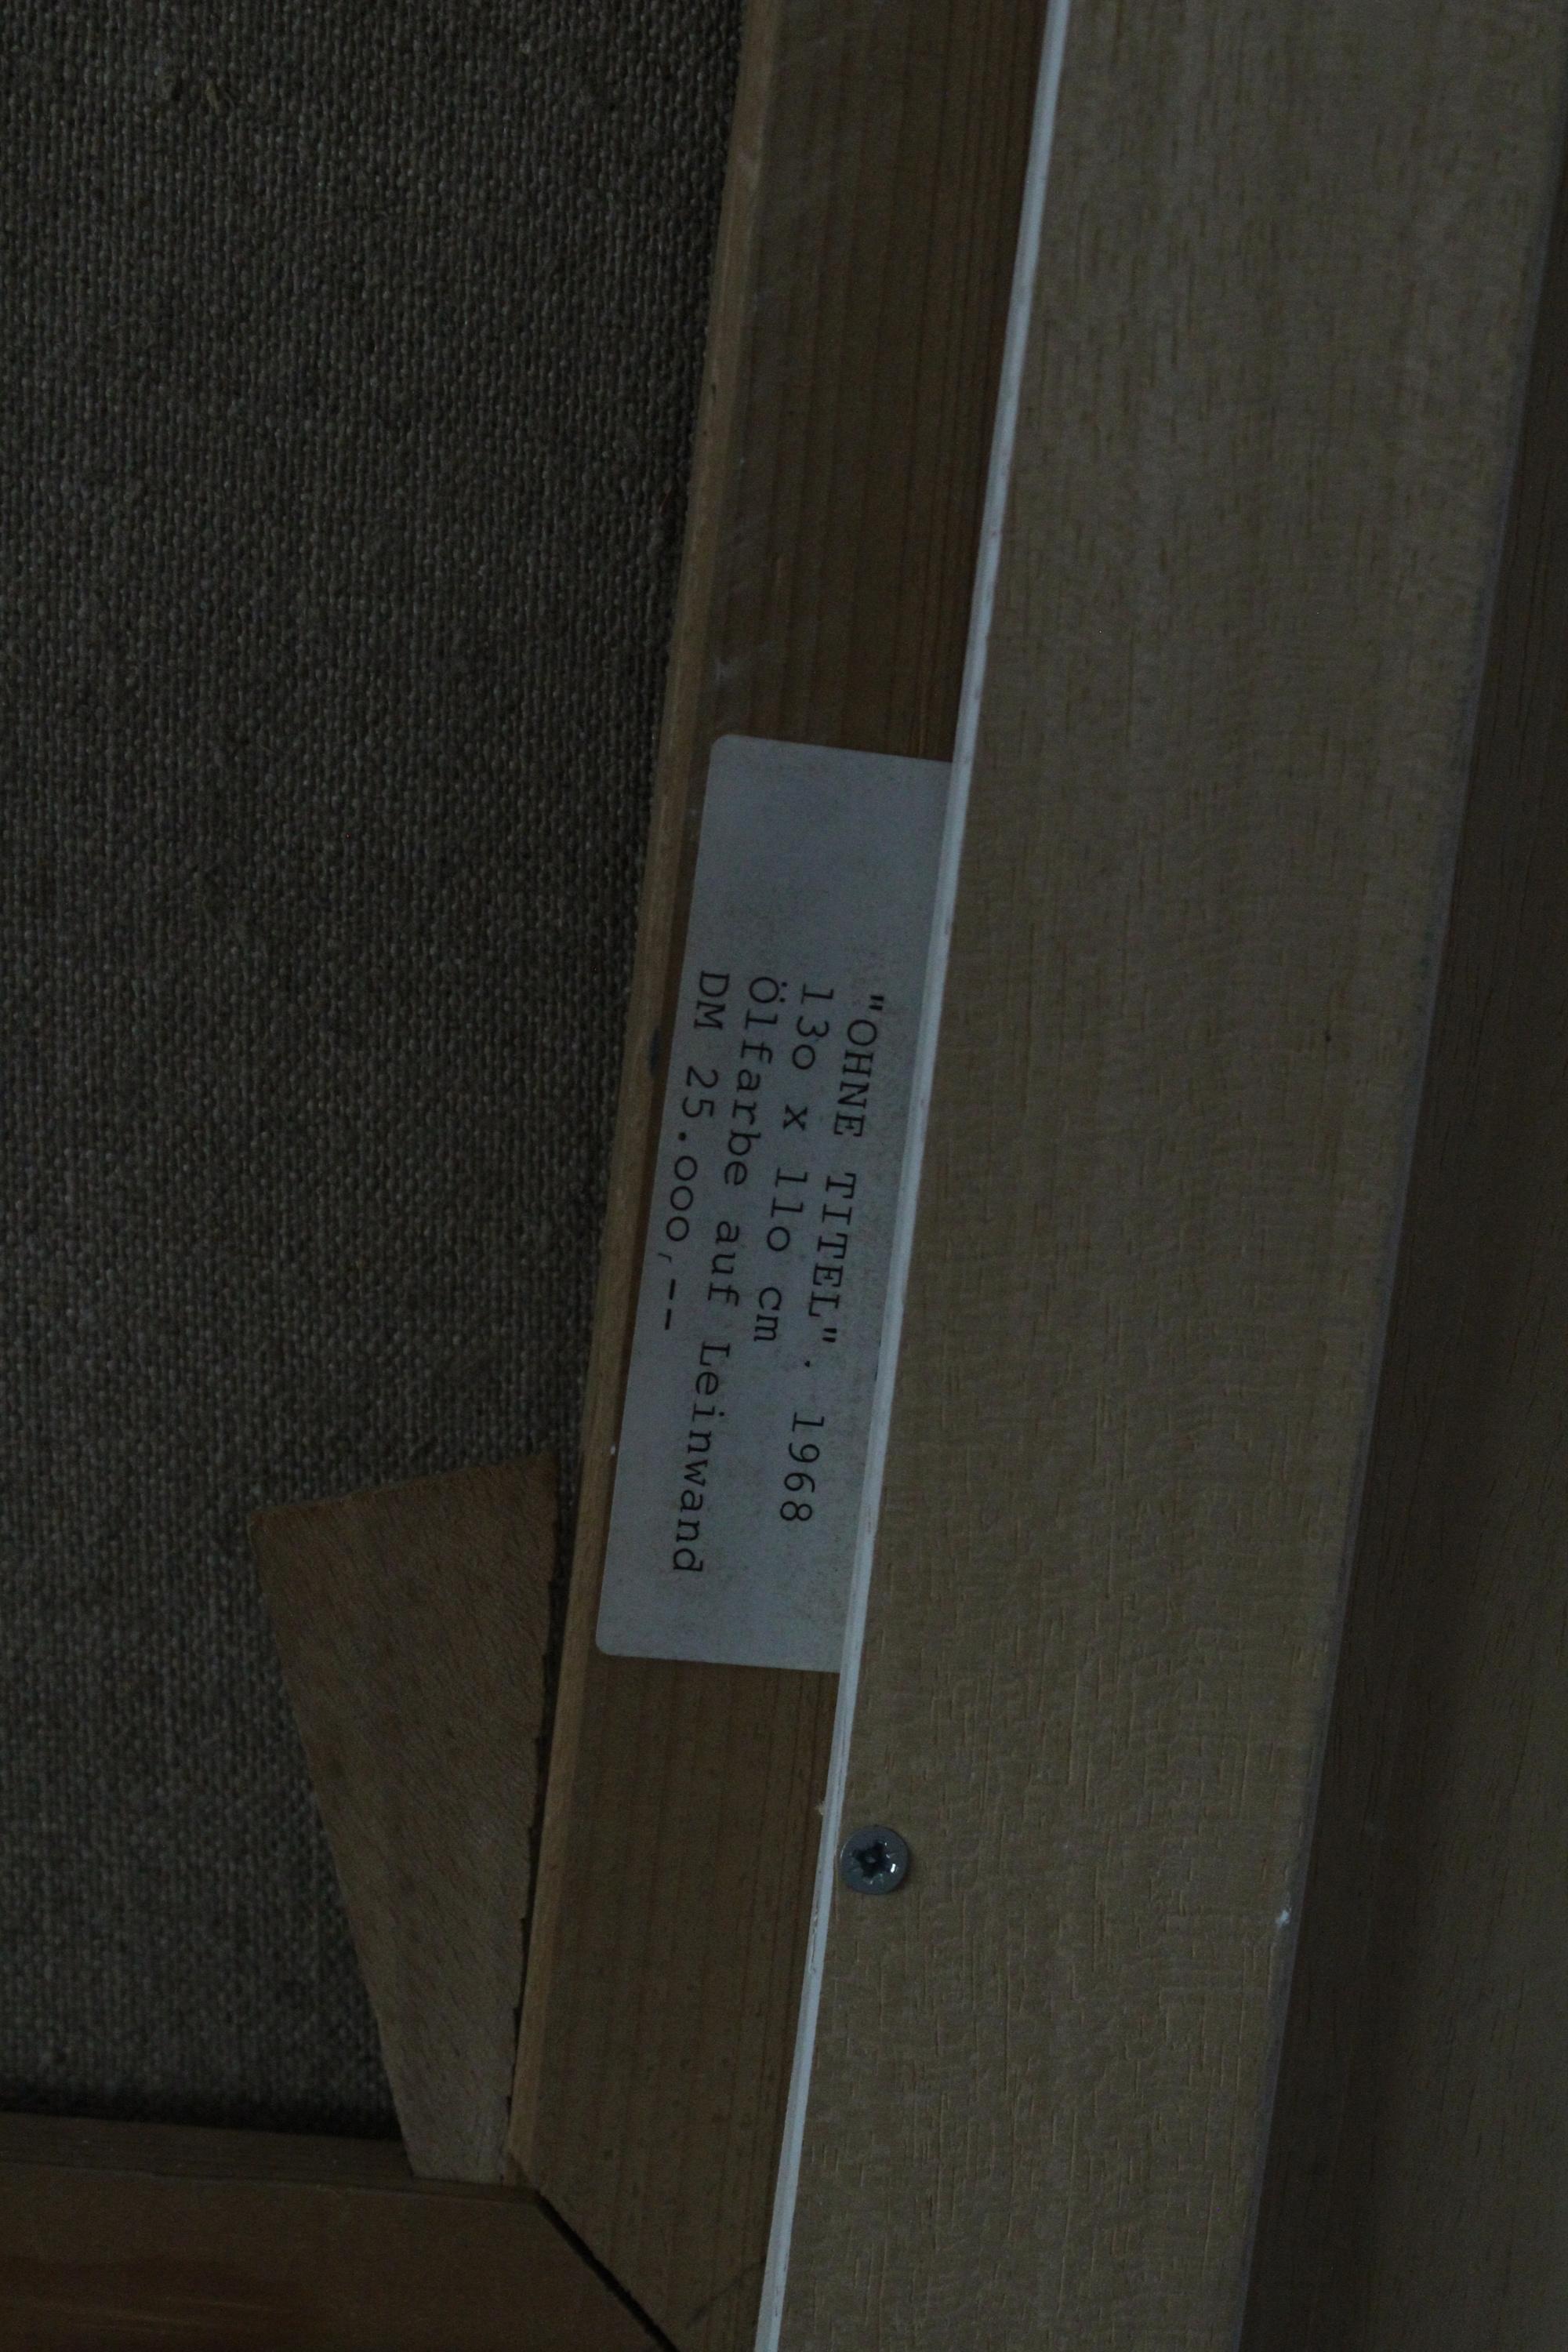 "OHNE TITEL". 1968
13o x 11o cm
Ölfarbe auf Leinwand
DM 25.ooo,--